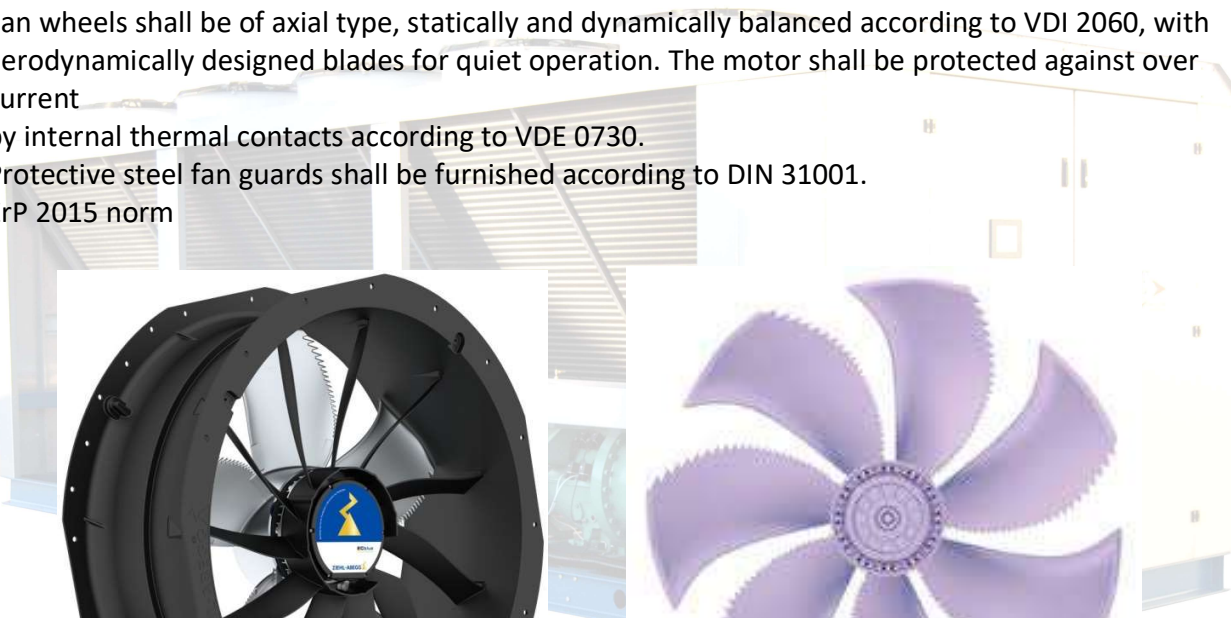 an wheels shall be of axial type, statically and dynamically balanced according to VDI 2060, with
erodynamically designed blades for quiet operation. The motor shall be protected against over
urrent
by internal thermal contacts according to VDE 0730.
rotective steel fan guards shall be furnished according to DIN 31001.
rP 2015 norm
ZIEHL-ABEGG